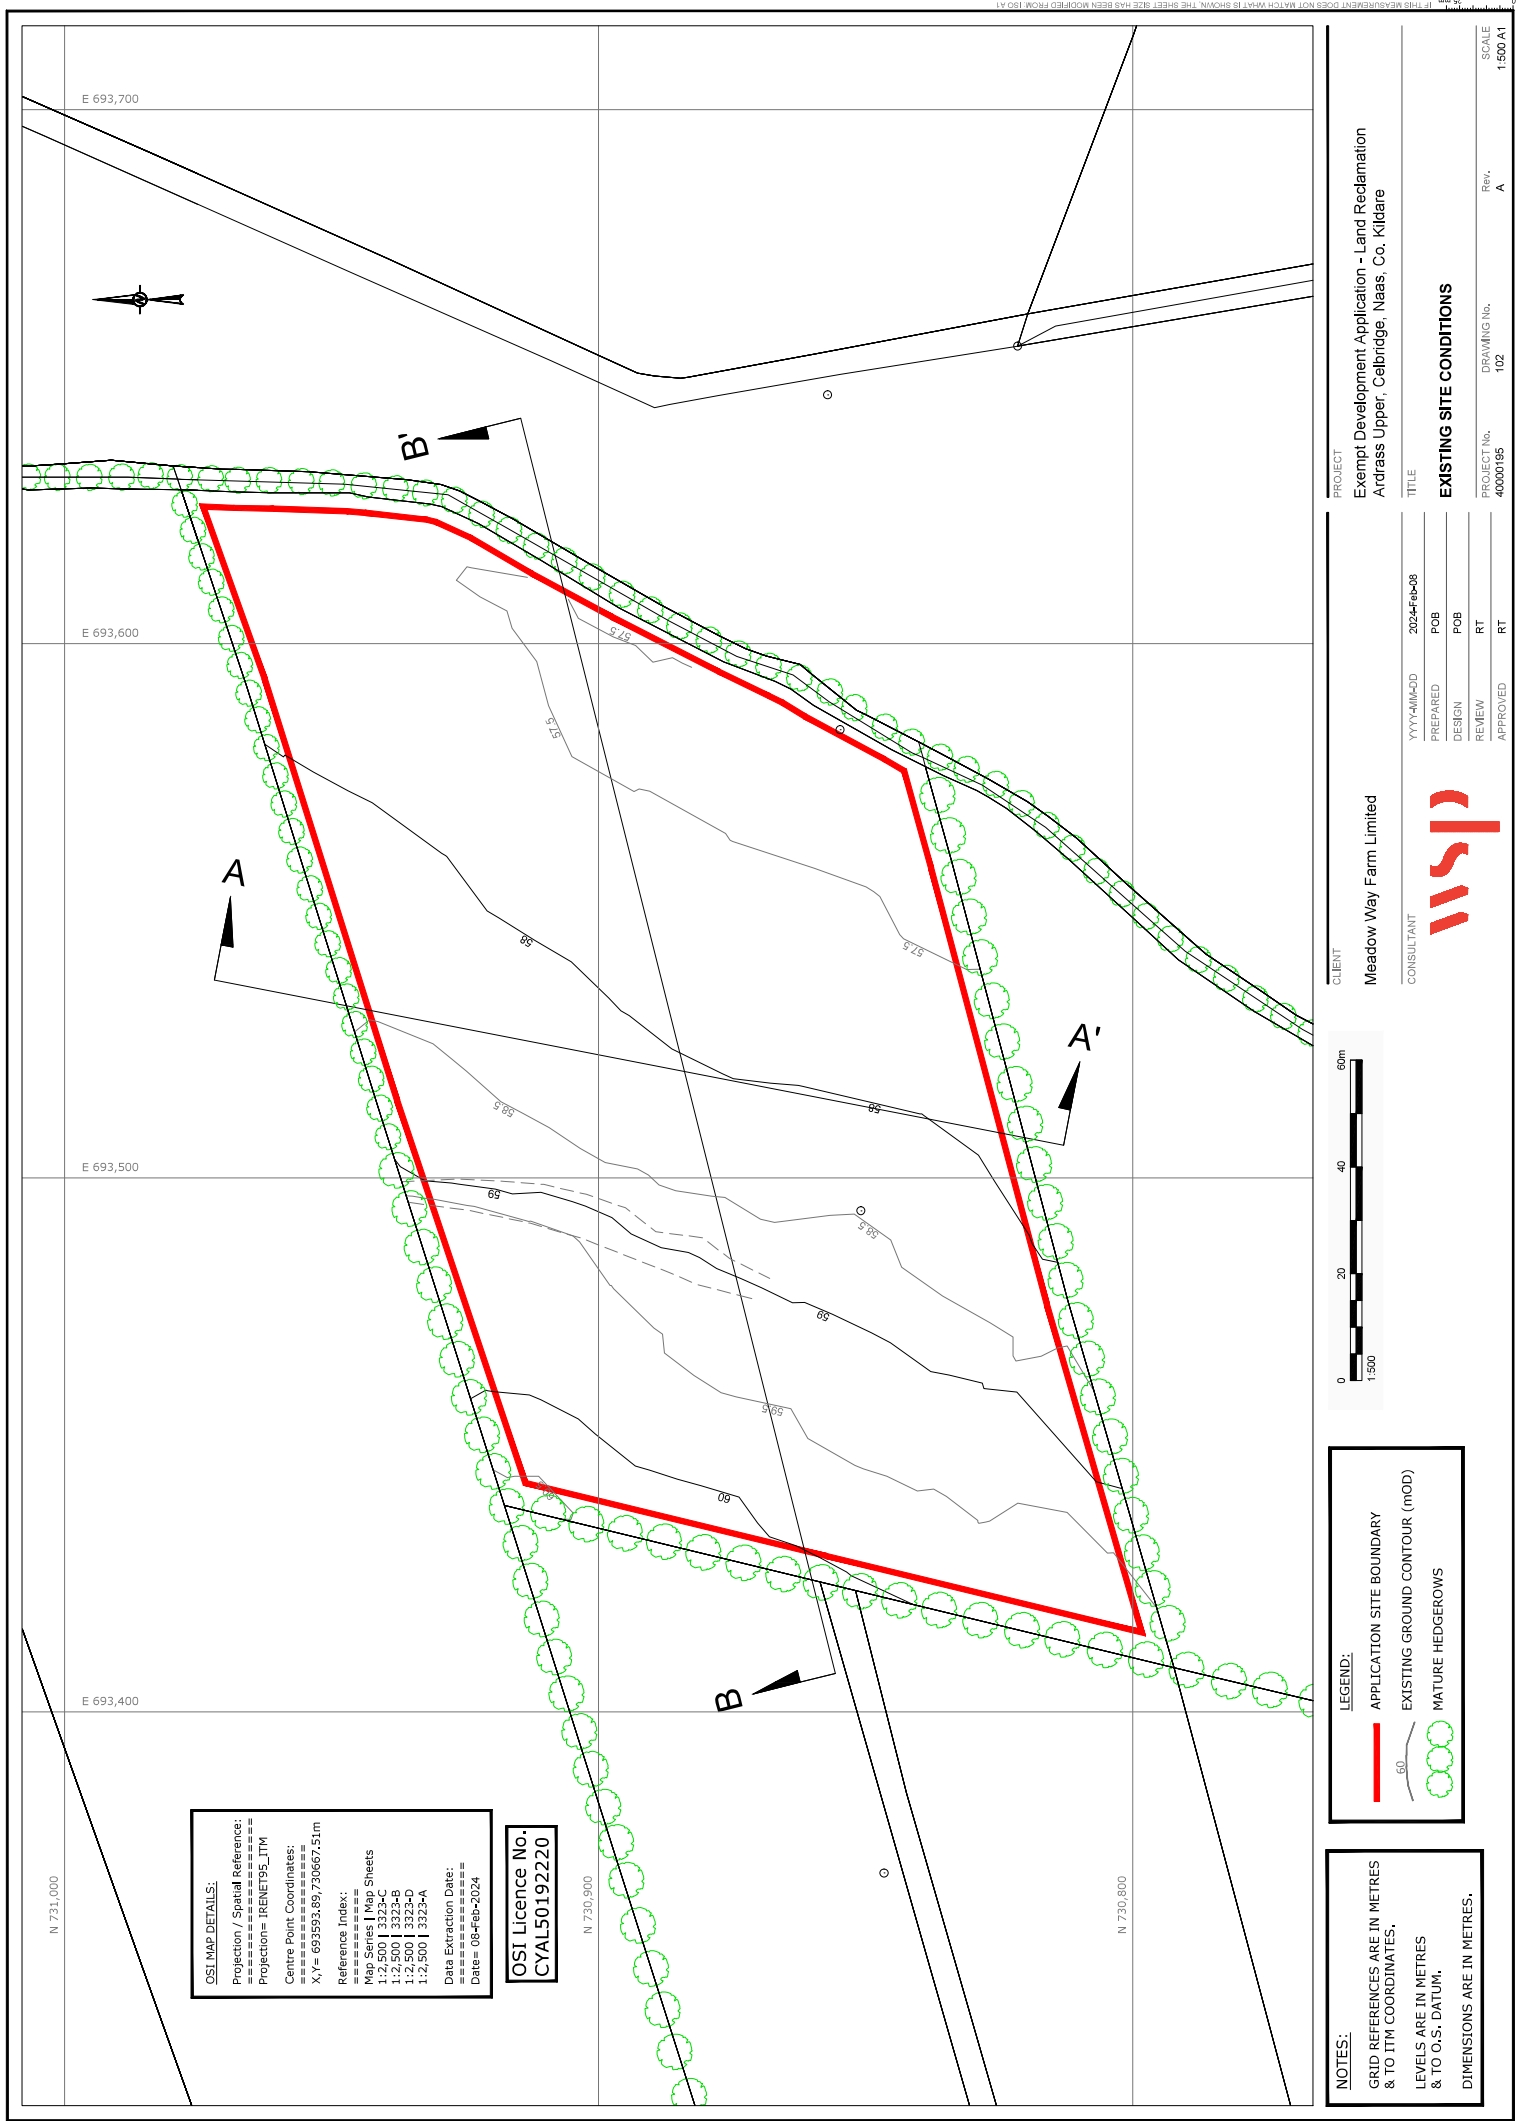 E 693,700
E 693,600
E 693,500
E 693,400
N 731,000
N 730,900
N 730,800
N
A
A'
B
B'
57.5
57.5
57.5
58
58
58.5
58.5
59
59
59.5
60
OSI MAP DETAILS:
Projection / Spatial Reference:
========================
Projection= IRENET95_ITM
Centre Point Coordinates:
====================
X,Y= 693593.89,730667.51m
Reference Index:
============
Map Series | Map Sheets
1:2,500 | 3323-C
1:2,500 | 3323-B
1:2,500 | 3323-D
1:2,500 | 3323-A
Data Extraction Date:
================
Date= 08-Feb-2024
OSI Licence No.
CYAL50192220
NOTES:
GRID REFERENCES ARE IN METRES
& TO ITM COORDINATES.
LEVELS ARE IN METRES
& TO O.S. DATUM.
DIMENSIONS ARE IN METRES.
LEGEND:
APPLICATION SITE BOUNDARY
60
EXISTING GROUND CONTOUR (mOD)
MATURE HEDGEROWS
0 20 40 60m
1:500
CLIENT
Meadow Way Farm Limited
CONSULTANT
wsp
YYYY-MM-DD 2024-Feb-08
PREPARED POB
DESIGN POB
REVIEW RT
APPROVED RT
PROJECT
Exempt Development Application - Land Reclamation
Ardrass Upper, Celbridge, Naas, Co. Kildare
TITLE
EXISTING SITE CONDITIONS
PROJECT No. DRAWING No. Rev. SCALE
40000195 102 A 1:500 A1
IF THIS MEASUREMENT DOES NOT MATCH WHAT IS SHOWN, THE SHEET SIZE HAS BEEN MODIFIED FROM: ISO A1